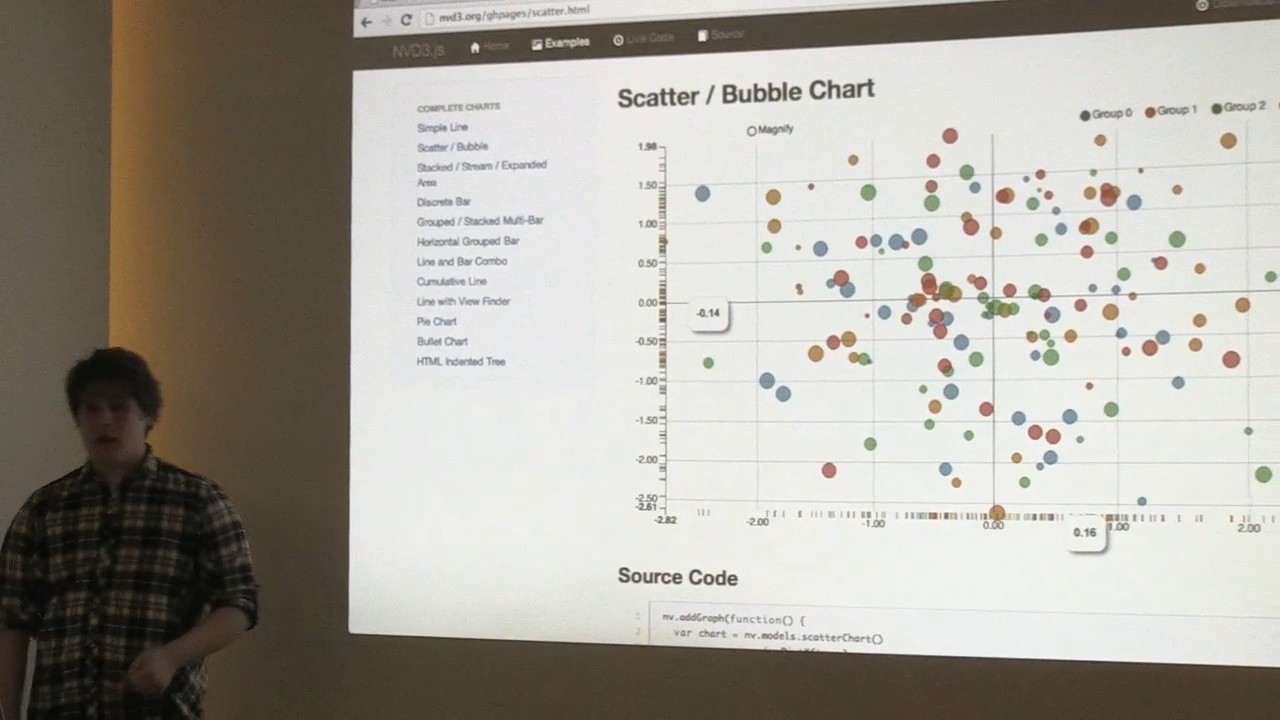 nvd3.org/ghpages/scatter.html
NVD3.js Home Examples Live Code Source
Scatter / Bubble Chart
COMPLETE CHARTS
Simple Line
Scatter / Bubble
Stacked / Stream / Expanded
Area
Discrete Bar
Grouped / Stacked Multi-Bar
Horizontal Grouped Bar
Line and Bar Combo
Cumulative Line
Line with View Finder
Pie Chart
Bullet Chart
HTML Indented Tree
Magnify
Group 0 Group 1 Group 2
1.98
1.50
1.00
0.50
0.00
-0.14
-0.50
-1.00
-1.50
-2.00
-2.50
-2.61
-2.82 -2.00 -1.00 0.00 1.00 2.00
0.16
Source Code
1 nv.addGraph(function() {
2 var chart = nv.models.scatterChart()